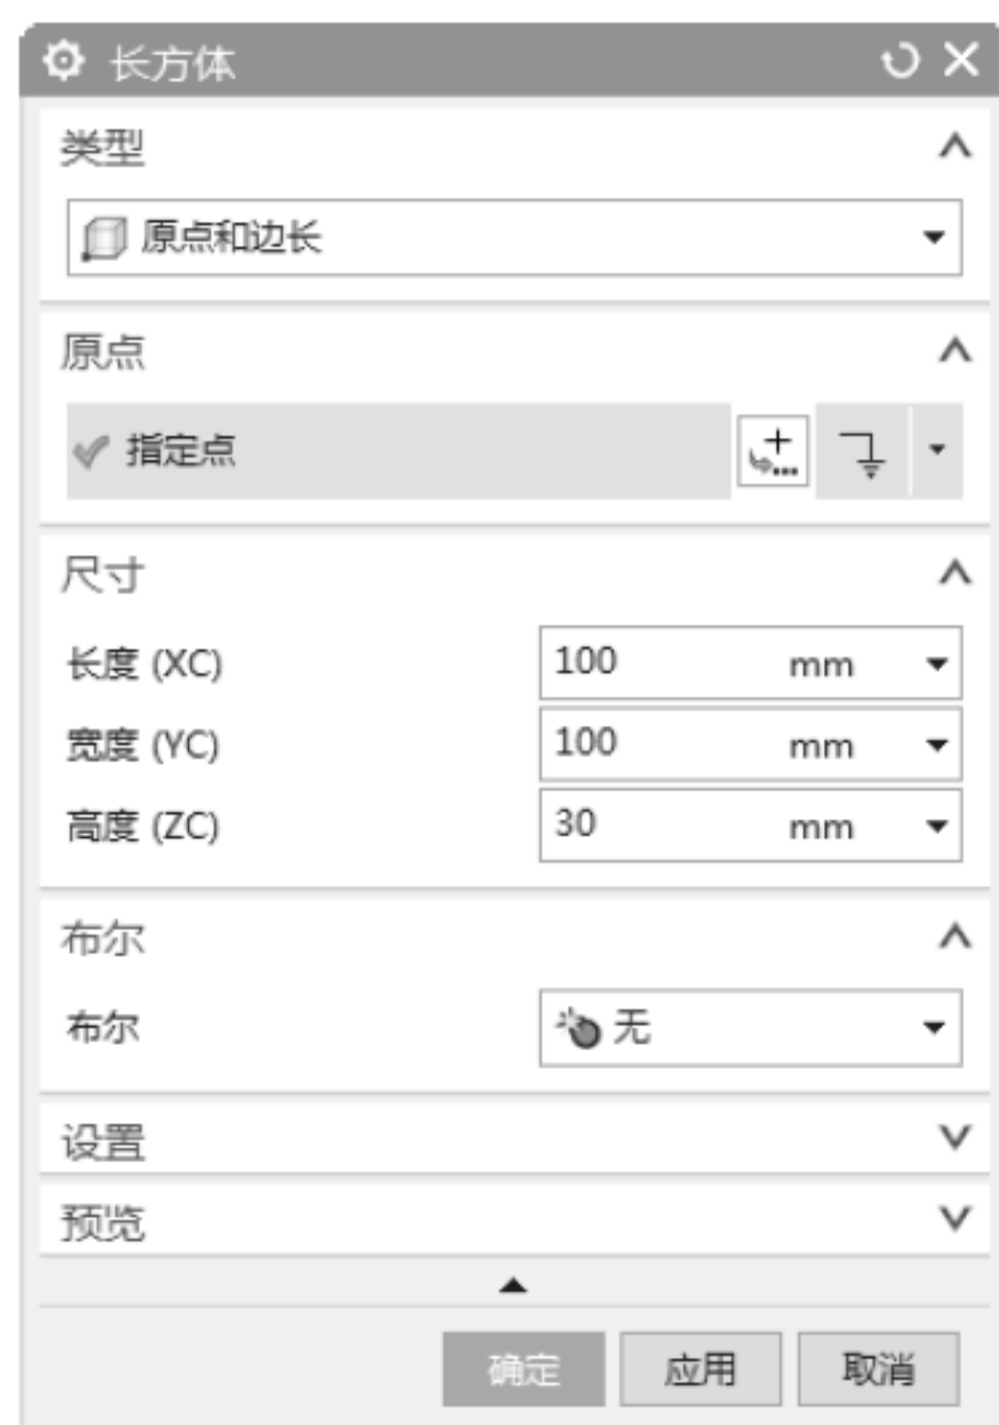 长方体
类型
原点和边长
原点
指定点
尺寸
长度 (XC) 100 mm
宽度 (YC) 100 mm
高度 (ZC) 30 mm
布尔
布尔 无
设置
预览
确定 应用 取消